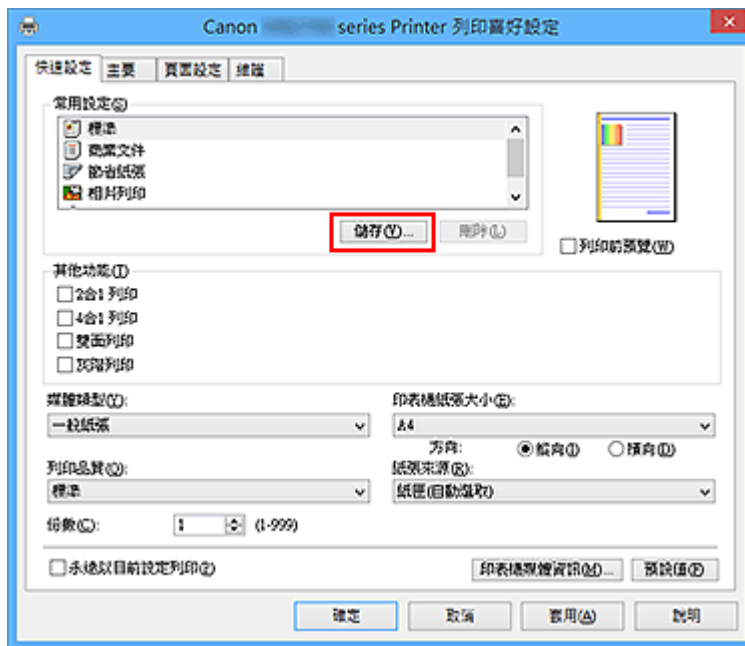 Canon series Printer 列印喜好設定
快速設定 主要 頁面設定 維護
常用設定(S)
標準
商業文件
節省紙張
相片列印
儲存(Y)... 刪除(L)
列印前預覽(W)
其他功能(T)
2合1 列印
4合1 列印
雙面列印
灰階列印
媒體類型(Y): 印表機紙張大小(E):
一般紙張 A4
方向: 縱向(I) 橫向(D)
列印品質(Q): 紙張來源(R):
標準 紙匣(自動選取)
份數(C): 1 (1-999)
永遠以目前設定列印(2)
印表機媒體資訊(M)... 預設值(F)
確定 取消 套用(A) 說明